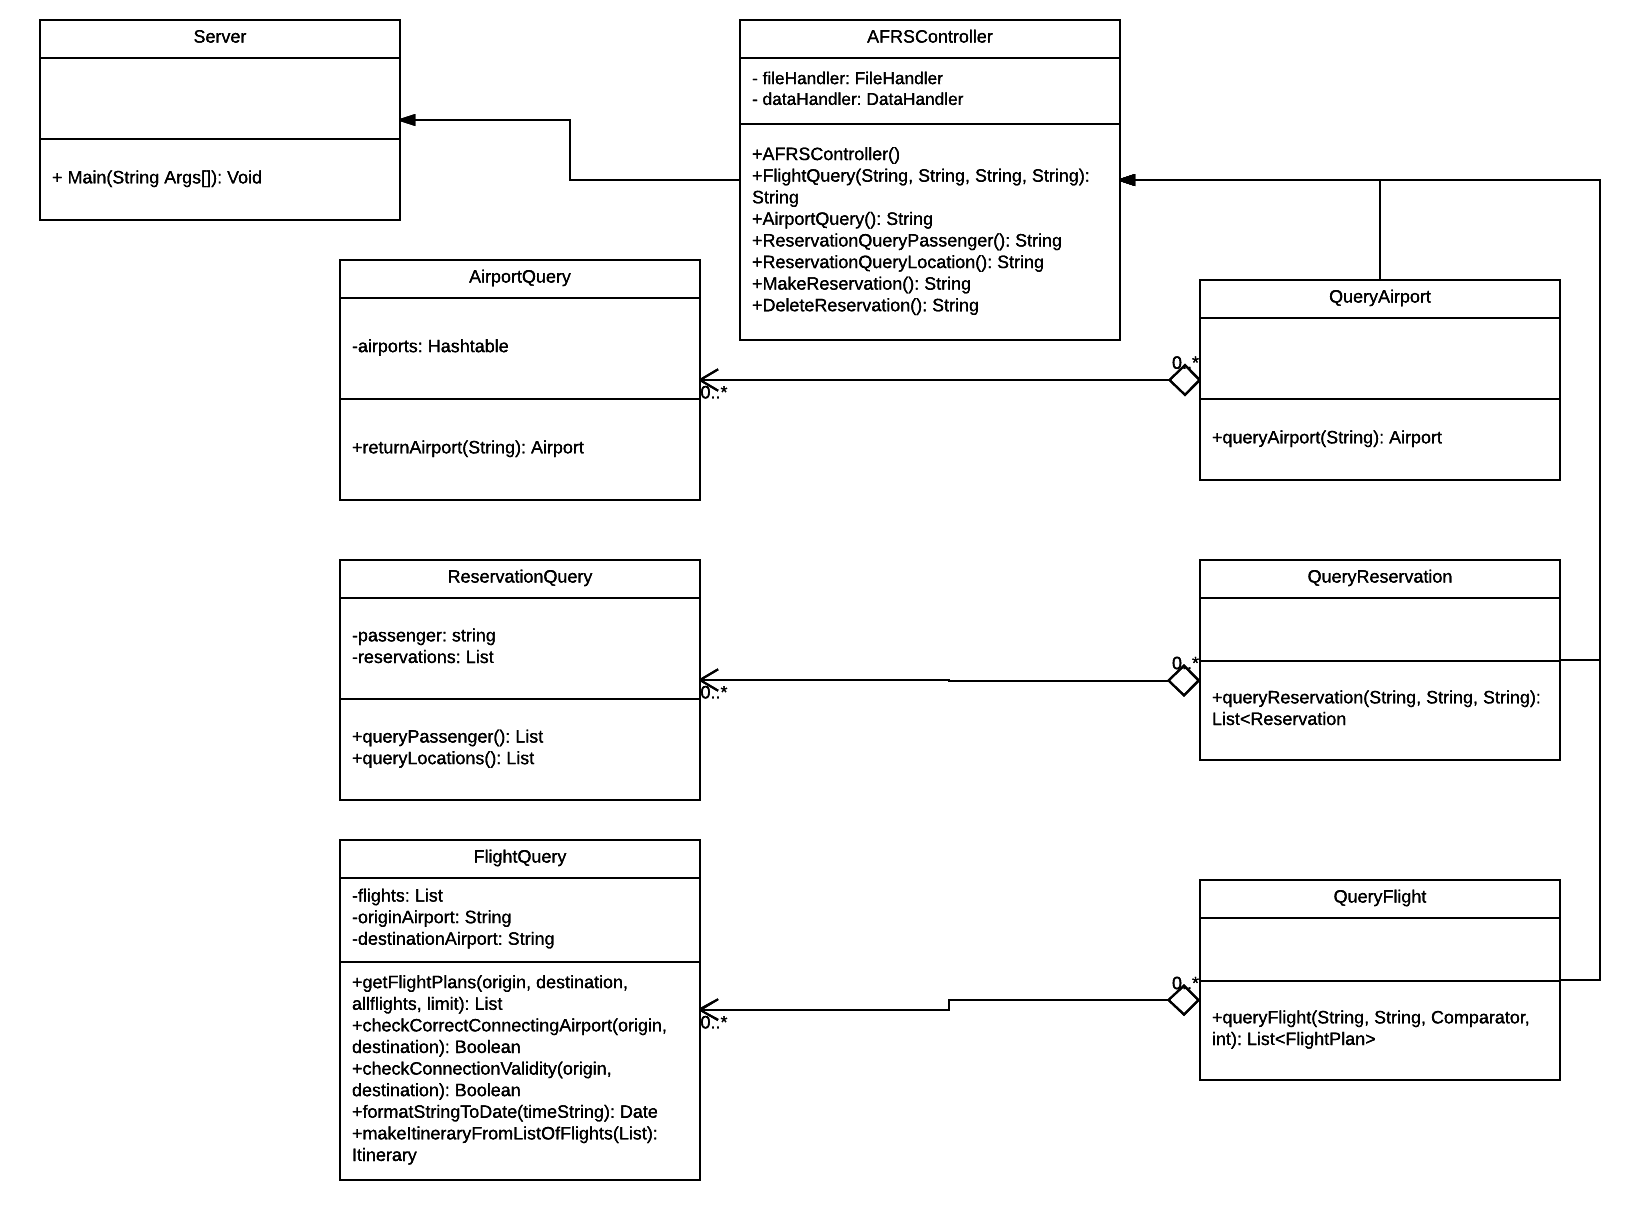 Server
+ Main(String Args[]): Void
AFRSController
- fileHandler: FileHandler
- dataHandler: DataHandler
+AFRSController()
+FlightQuery(String, String, String, String):
String
+AirportQuery(): String
+ReservationQueryPassenger(): String
+ReservationQueryLocation(): String
+MakeReservation(): String
+DeleteReservation(): String
AirportQuery
-airports: Hashtable
+returnAirport(String): Airport
0..*
0..*
QueryAirport
+queryAirport(String): Airport
ReservationQuery
-passenger: string
-reservations: List
+queryPassenger(): List
+queryLocations(): List
0..*
0..*
QueryReservation
+queryReservation(String, String, String):
List<Reservation
FlightQuery
-flights: List
-originAirport: String
-destinationAirport: String
+getFlightPlans(origin, destination,
allflights, limit): List
+checkCorrectConnectingAirport(origin,
destination): Boolean
+checkConnectionValidity(origin,
destination): Boolean
+formatStringToDate(timeString): Date
+makeItineraryFromListOfFlights(List):
Itinerary
0..*
0..*
QueryFlight
+queryFlight(String, String, Comparator,
int): List<FlightPlan>